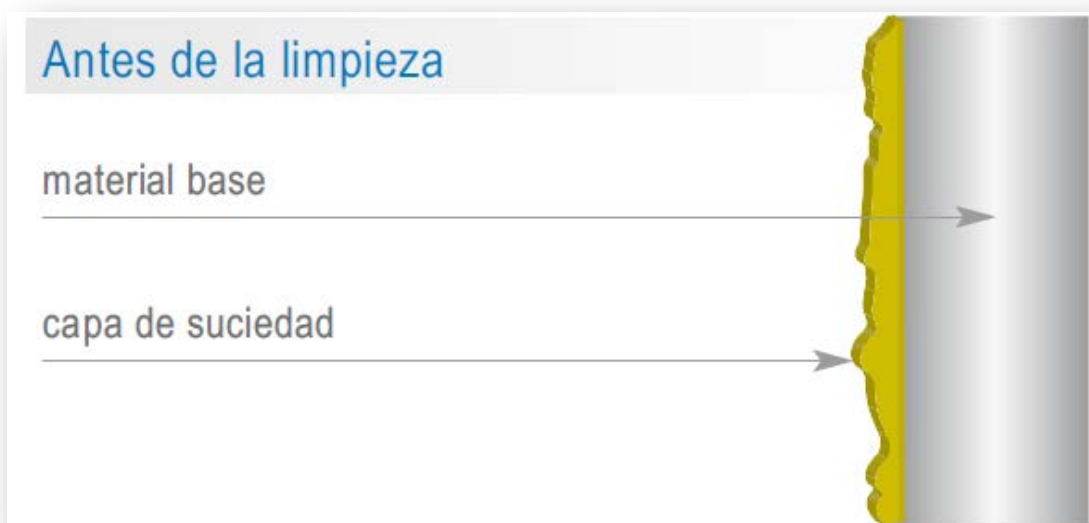 Antes de la limpieza
material base
capa de suciedad